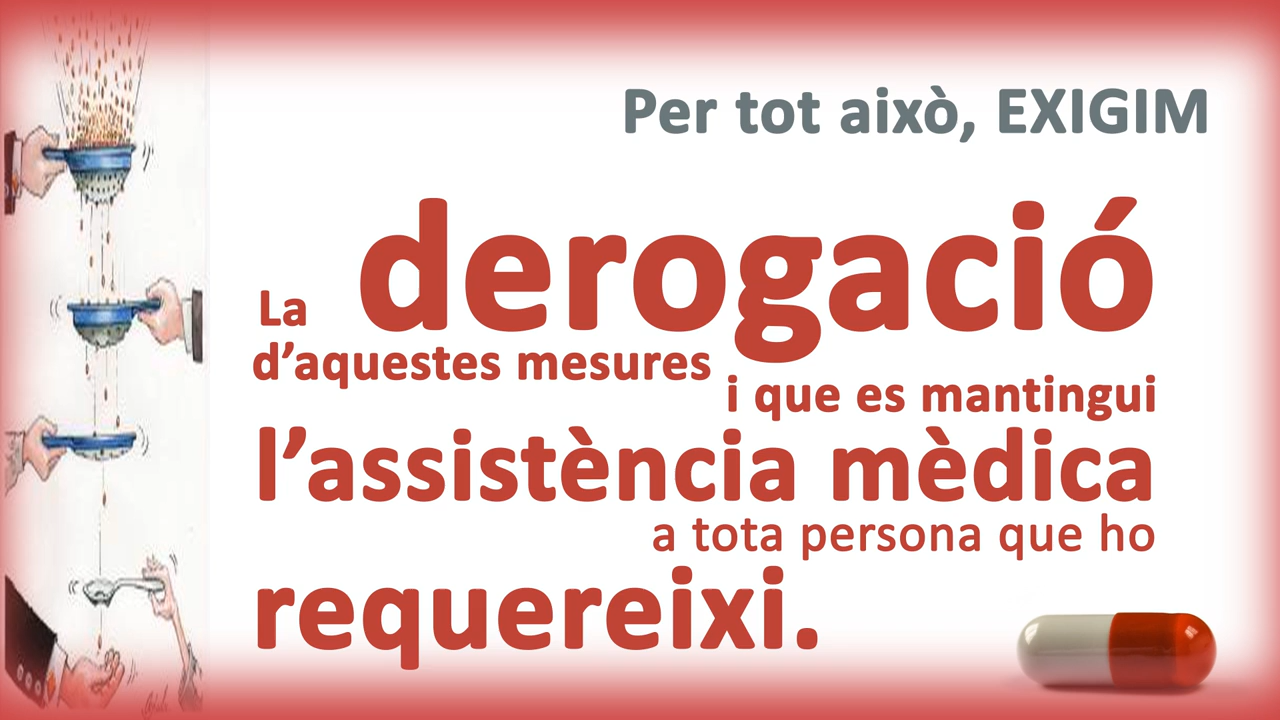 Per tot això, EXIGIM
La derogació
d’aquestes mesures
i que es mantingui
l’assistència mèdica
a tota persona que ho
requereixi.